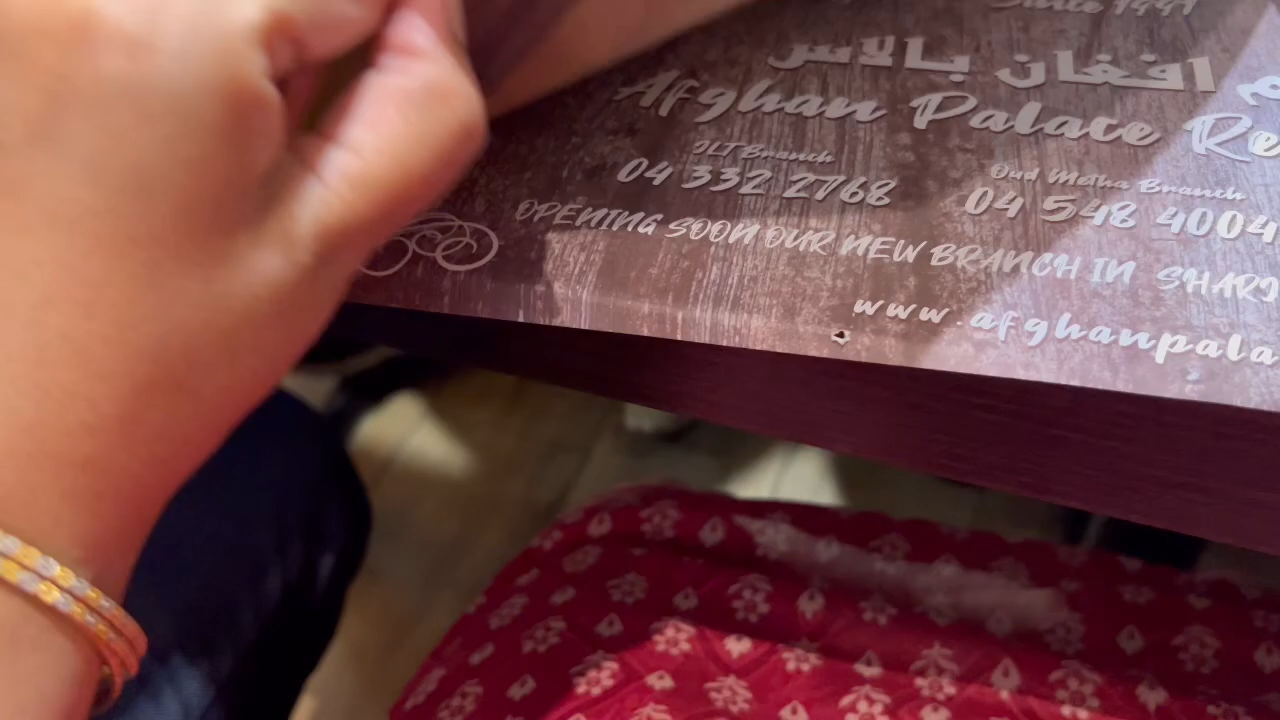 Since 1991
افغان بالاس
Afghan Palace Re
JLT Branch
Oud Metha Branch
04 332 2768
04 548 4004
OPENING SOON OUR NEW BRANCH IN SHARJ
www.afghanpala